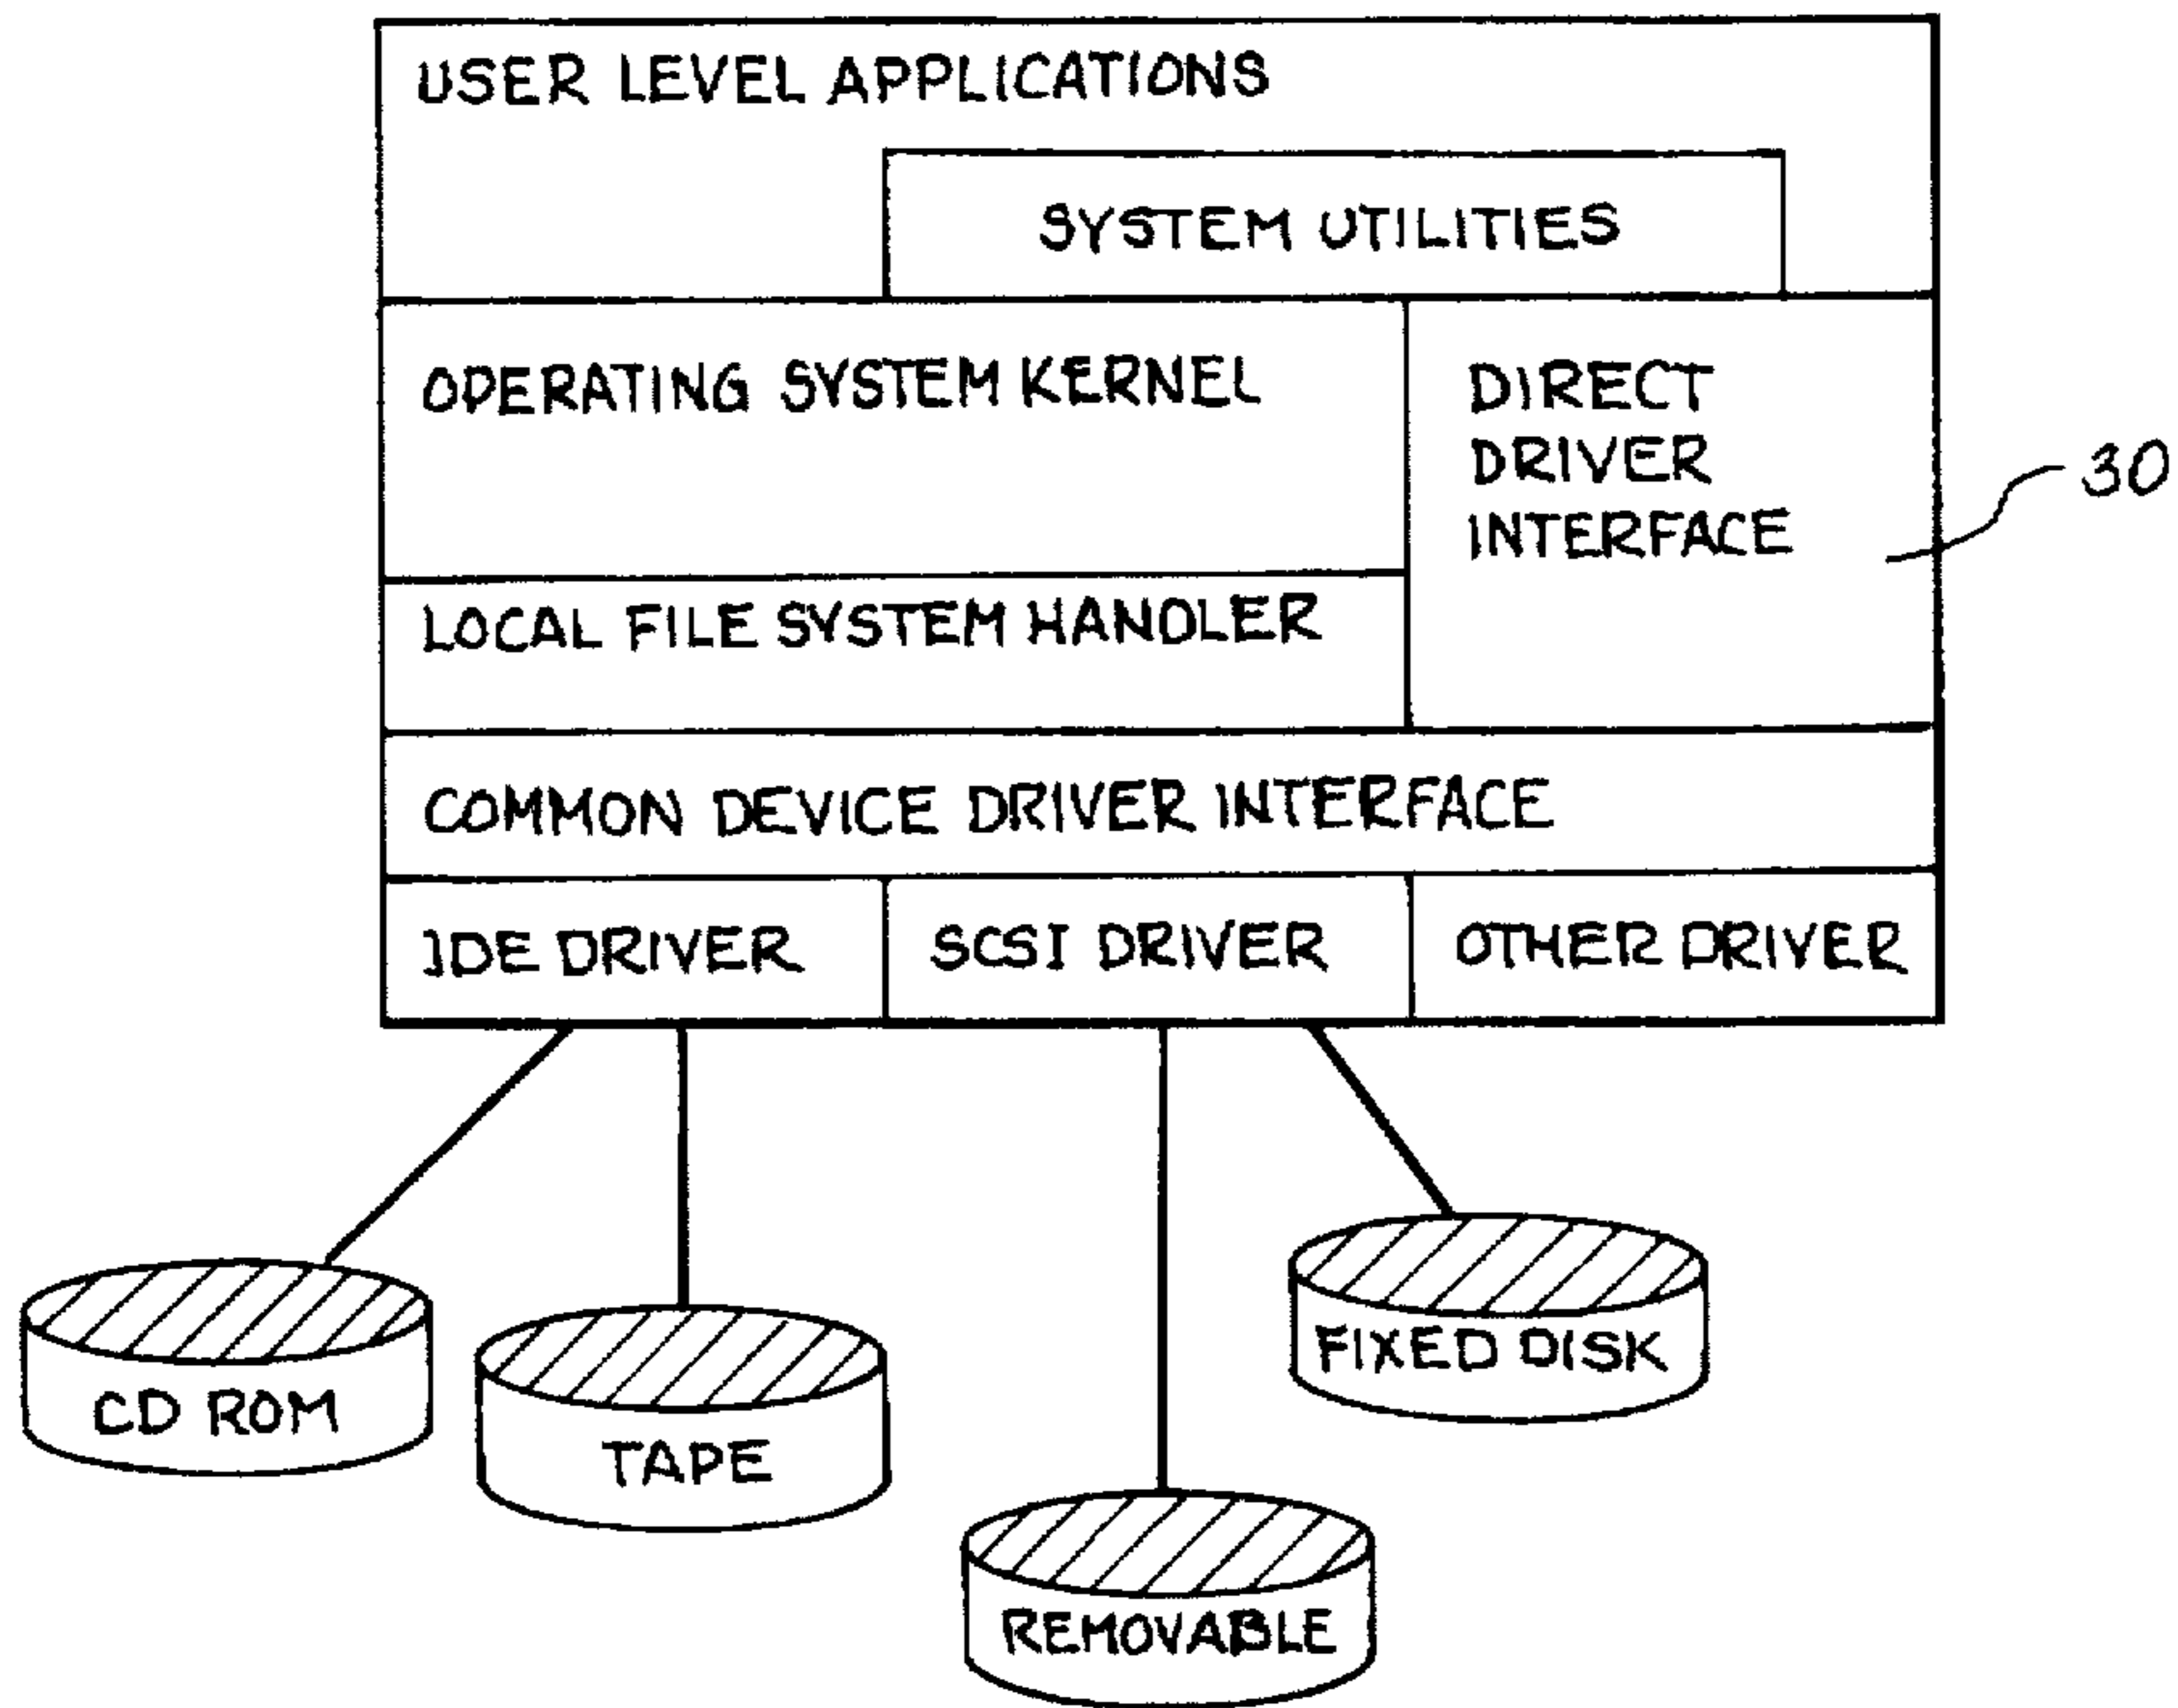 USER LEVEL APPLICATIONS
SYSTEM UTILITIES
OPERATING SYSTEM KERNEL
DIRECT
DRIVER
INTERFACE
30
LOCAL FILE SYSTEM HANDLER
COMMON DEVICE DRIVER INTERFACE
IDE DRIVER
SCSI DRIVER
OTHER DRIVER
FIXED DISK
CD ROM
TAPE
REMOVABLE